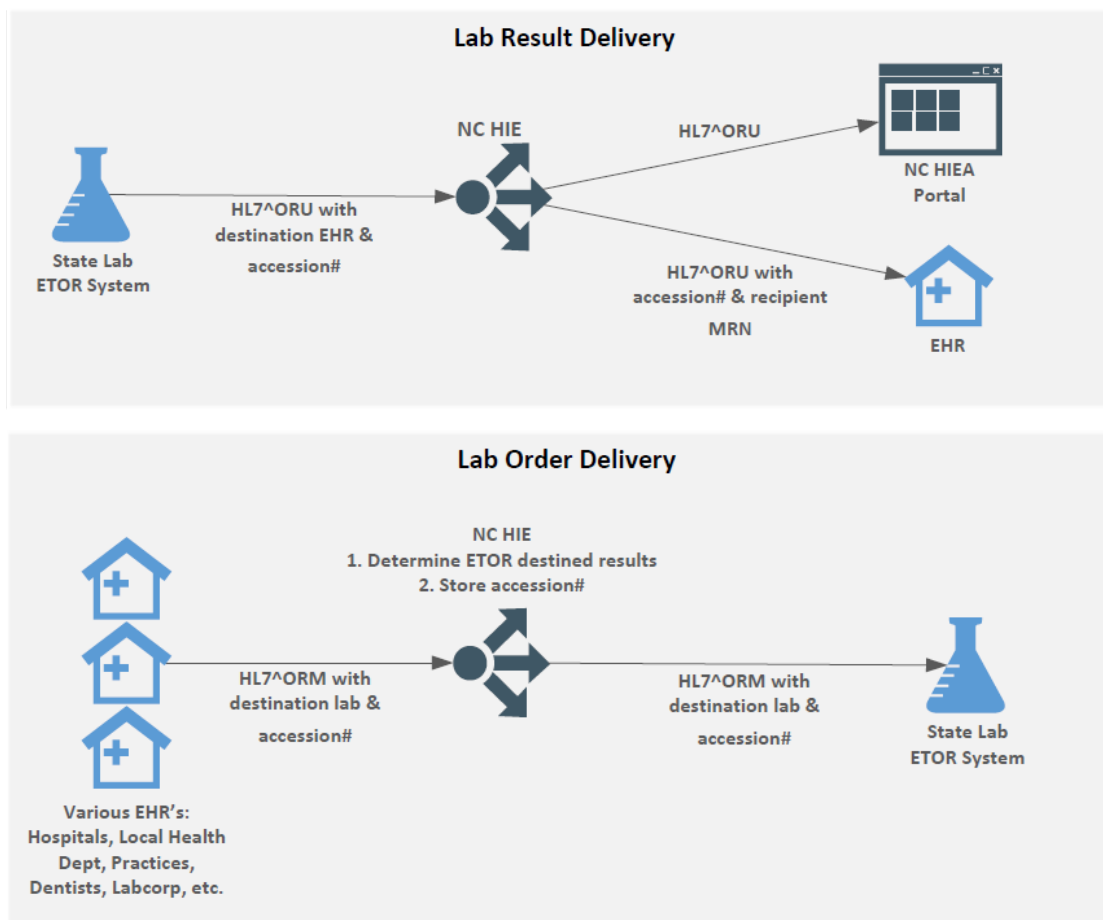 Lab Result Delivery
NC HIE
HL7^ORU
NC HIEA
Portal
HL7^ORU with
destination EHR &
accession#
State Lab
ETOR System
HL7^ORU with
accession# & recipient
MRN
EHR
Lab Order Delivery
NC HIE
1. Determine ETOR destined results
2. Store accession#
HL7^ORM with
destination lab &
accession#
HL7^ORM with
destination lab &
accession#
State Lab
ETOR System
Various EHR's:
Hospitals, Local Health
Dept, Practices,
Dentists, Labcorp, etc.